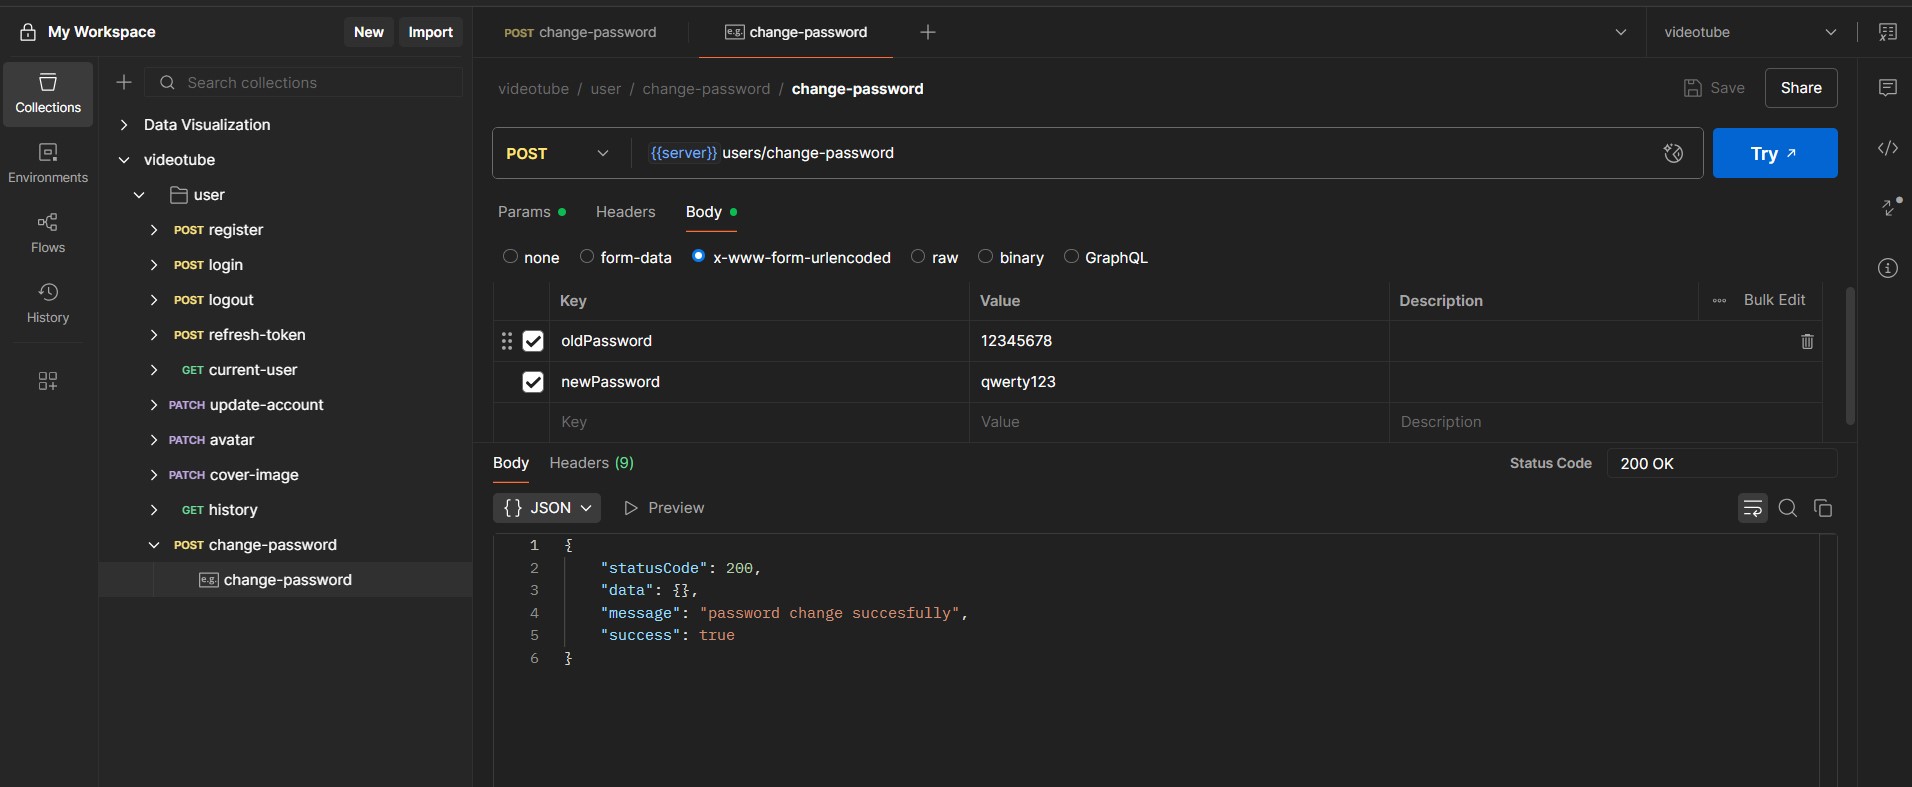 My Workspace
New
Import
POST change-password
e.g. change-password
videotube
Collections
Environments
Flows
History
Search collections
Data Visualization
videotube
user
POST register
POST login
POST logout
POST refresh-token
GET current-user
PATCH update-account
PATCH avatar
PATCH cover-image
GET history
POST change-password
e.g. change-password
videotube / user / change-password / change-password
Save
Share
POST
{{server}} users/change-password
Try
Params
Headers
Body
none
form-data
x-www-form-urlencoded
raw
binary
GraphQL
Key Value Description Bulk Edit
oldPassword 12345678
newPassword qwerty123
Key Value Description
Body
Headers (9)
Status Code 200 OK
{} JSON
Preview
1 {
2 "statusCode": 200,
3 "data": {},
4 "message": "password change succesfully",
5 "success": true
6 }